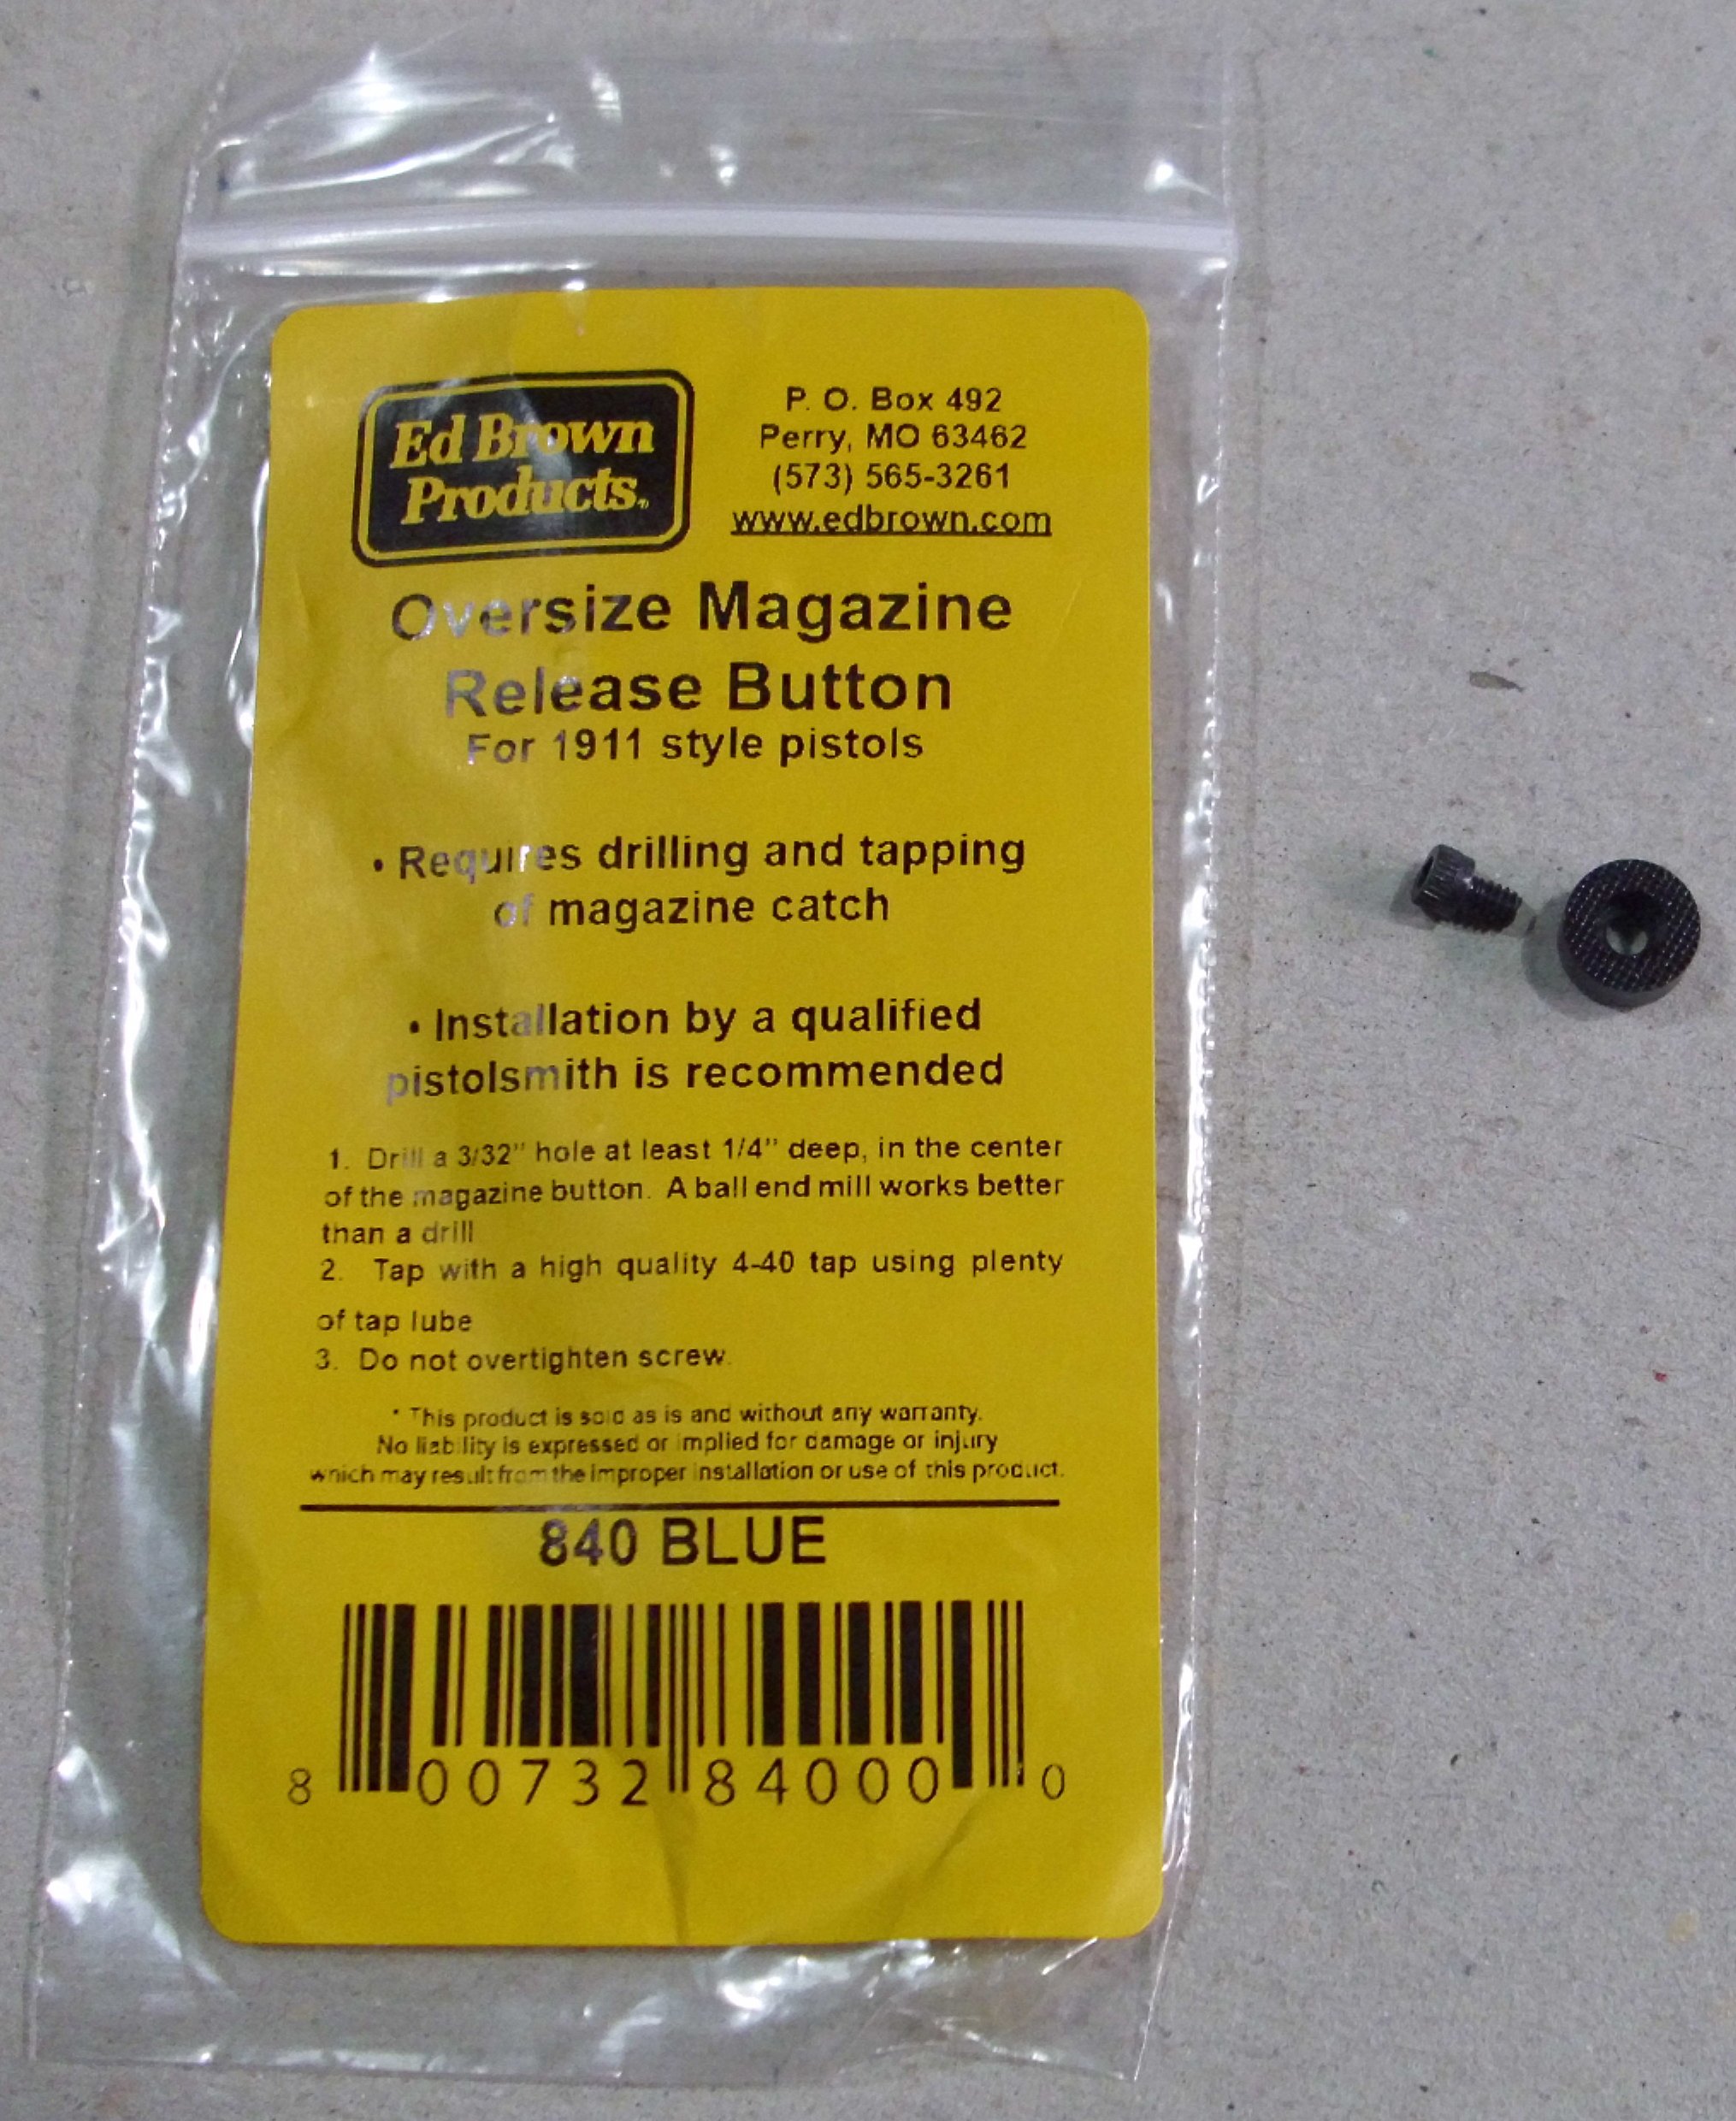 Ed Brown
Products®
P. O. Box 492
Perry, MO 63462
(573) 565-3261
www.edbrown.com
Oversize Magazine
Release Button
For 1911 style pistols
• Requires drilling and tapping
of magazine catch
• Installation by a qualified
pistolsmith is recommended
1. Drill a 3/32" hole at least 1/4" deep, in the center
of the magazine button. A ball end mill works better
than a drill
2. Tap with a high quality 4-40 tap using plenty
of tap lube
3. Do not overtighten screw.
* This product is sold as is and without any warranty.
No liability is expressed or implied for damage or injury
which may result from the improper installation or use of this product.
840 BLUE
8 00732 84000 0